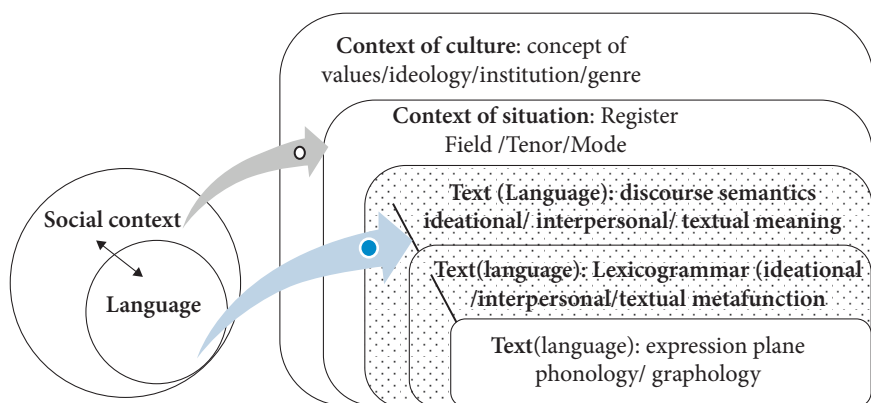 Context of culture: concept of
values/ideology/institution/genre
Context of situation: Register
Field /Tenor/Mode
Text (Language): discourse semantics
ideational/ interpersonal/ textual meaning
Text(language): Lexicogrammar (ideational
/interpersonal/textual metafunction
Text(language): expression plane
phonology/ graphology
Social context
Language